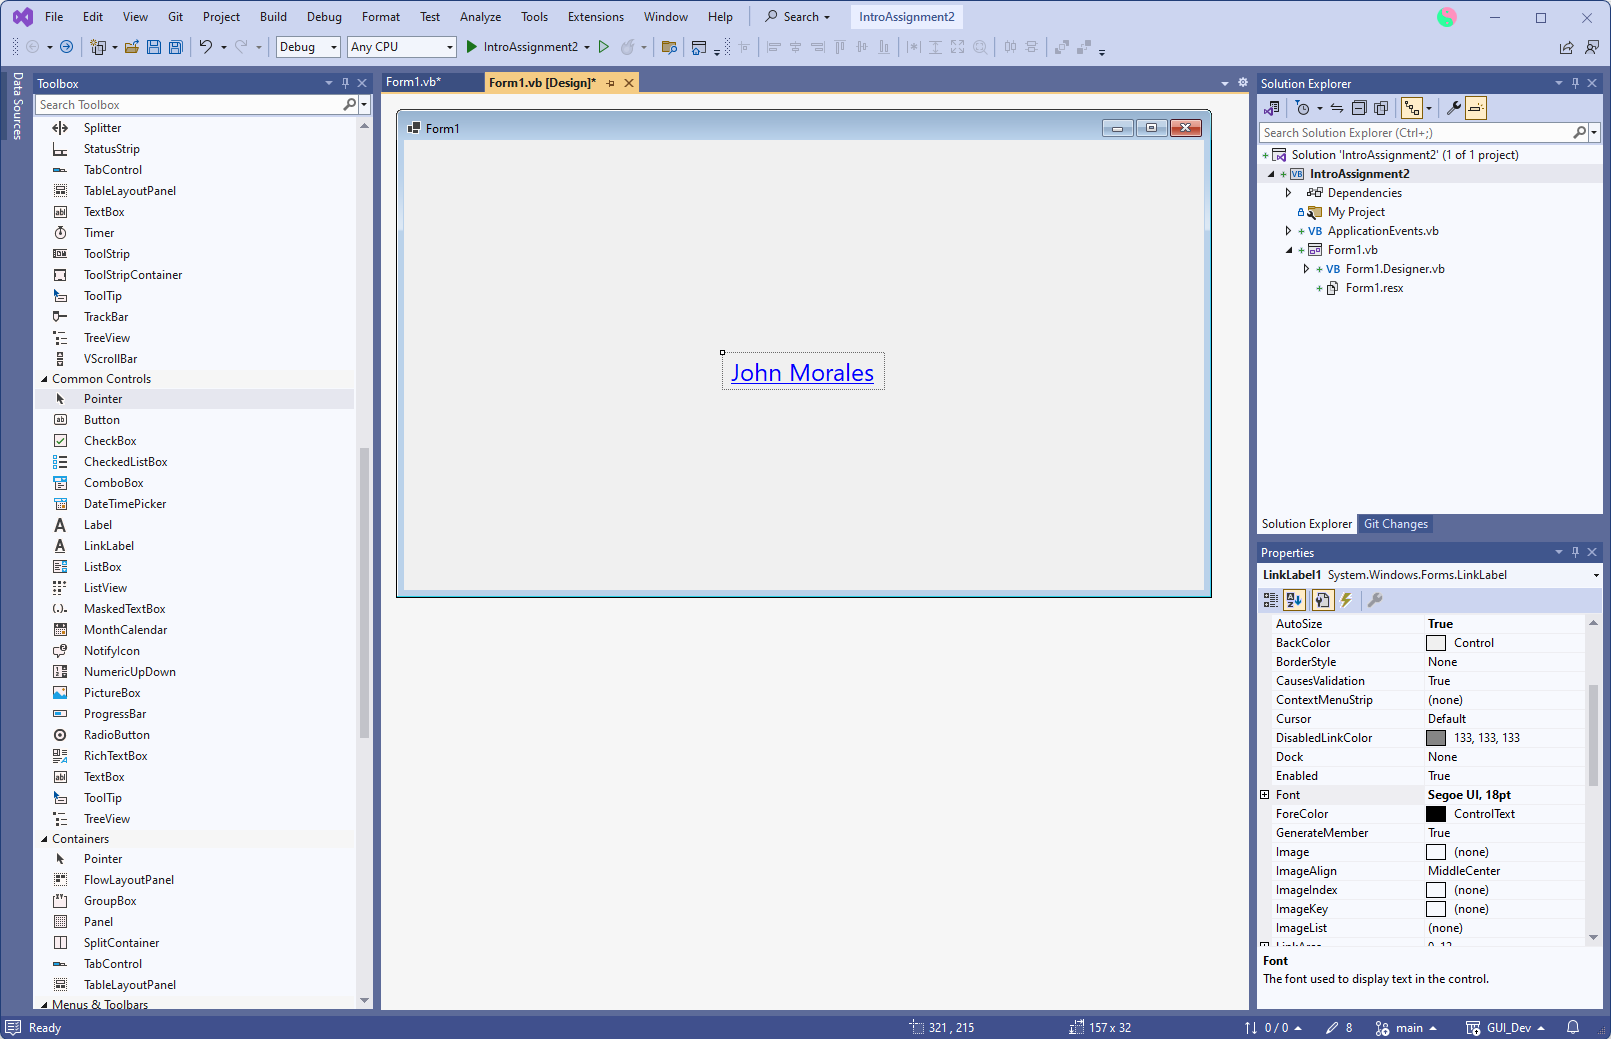 File Edit View Git Project Build Debug Format Test Analyze Tools Extensions Window Help Search IntroAssignment2
Debug Any CPU IntroAssignment2
Data Sources
Toolbox
Search Toolbox
Splitter
StatusStrip
TabControl
TableLayoutPanel
TextBox
Timer
ToolStrip
ToolStripContainer
ToolTip
TrackBar
TreeView
VScrollBar
Common Controls
Pointer
Button
CheckBox
CheckedListBox
ComboBox
DateTimePicker
Label
LinkLabel
ListBox
ListView
MaskedTextBox
MonthCalendar
NotifyIcon
NumericUpDown
PictureBox
ProgressBar
RadioButton
RichTextBox
TextBox
ToolTip
TreeView
Containers
Pointer
FlowLayoutPanel
GroupBox
Panel
SplitContainer
TabControl
TableLayoutPanel
Menus & Toolbars
Form1.vb* Form1.vb [Design]*
Form1
John Morales
Solution Explorer
Search Solution Explorer (Ctrl+;)
Solution 'IntroAssignment2' (1 of 1 project)
IntroAssignment2
Dependencies
My Project
ApplicationEvents.vb
Form1.vb
Form1.Designer.vb
Form1.resx
Solution Explorer Git Changes
Properties
LinkLabel1 System.Windows.Forms.LinkLabel
AutoSize True
BackColor Control
BorderStyle None
CausesValidation True
ContextMenuStrip (none)
Cursor Default
DisabledLinkColor 133, 133, 133
Dock None
Enabled True
Font Segoe UI, 18pt
ForeColor ControlText
GenerateMember True
Image (none)
ImageAlign MiddleCenter
ImageIndex (none)
ImageKey (none)
ImageList (none)
LinkArea 0, 12
Font
The font used to display text in the control.
Ready 321 , 215 157 x 32 0 / 0 8 main GUI_Dev